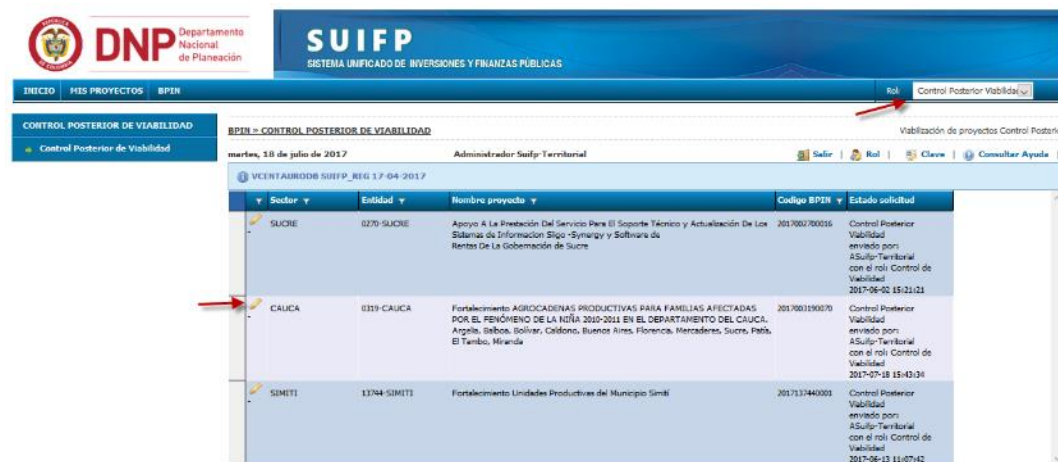 DNP Departamento
Nacional
de Planeación
SUIFP
SISTEMA UNIFICADO DE INVERSIONES Y FINANZAS PÚBLICAS
INICIO MIS PROYECTOS BPIN
Rol: Control Posterior Viabilidad
CONTROL POSTERIOR DE VIABILIDAD
Control Posterior de Viabilidad
BPIN » CONTROL POSTERIOR DE VIABILIDAD
Viabilización de proyectos Control Posterio
martes, 18 de julio de 2017 Administrador Suifp-Territorial Salir | Rol | Clave | Consultar Ayuda |
VCENTAURODB SUIFP_REG 17-04-2017
Sector Entidad Nombre proyecto Codigo BPIN Estado solicitud
SUCRE 0270-SUCRE Apoyo A La Prestación Del Servicio Para El Soporte Técnico y Actualización De Los 2017002700016 Control Posterior
Sistemas de Informacion Siigo -Synergy y Software de Viabilidad
Rentas De La Gobernación de Sucre enviado por:
ASuifp-Territorial
con el rol: Control de
Viabilidad
2017-06-02 15:21:21
CAUCA 0319-CAUCA Fortalecimiento AGROCADENAS PRODUCTIVAS PARA FAMILIAS AFECTADAS 2017003190070 Control Posterior
POR EL FENÓMENO DE LA NIÑA 2010-2011 EN EL DEPARTAMENTO DEL CAUCA. Viabilidad
Argelia, Balboa, Bolívar, Caldono, Buenos Aires, Florencia, Mercaderes, Sucre, Patía, enviado por:
El Tambo, Miranda ASuifp-Territorial
con el rol: Control de
Viabilidad
2017-07-18 15:43:34
SIMITI 13744-SIMITI Fortalecimiento Unidades Productivas del Municipio Simití 2017137440001 Control Posterior
Viabilidad
enviado por:
ASuifp-Territorial
con el rol: Control de
Viabilidad
2017-06-13 11:07:42